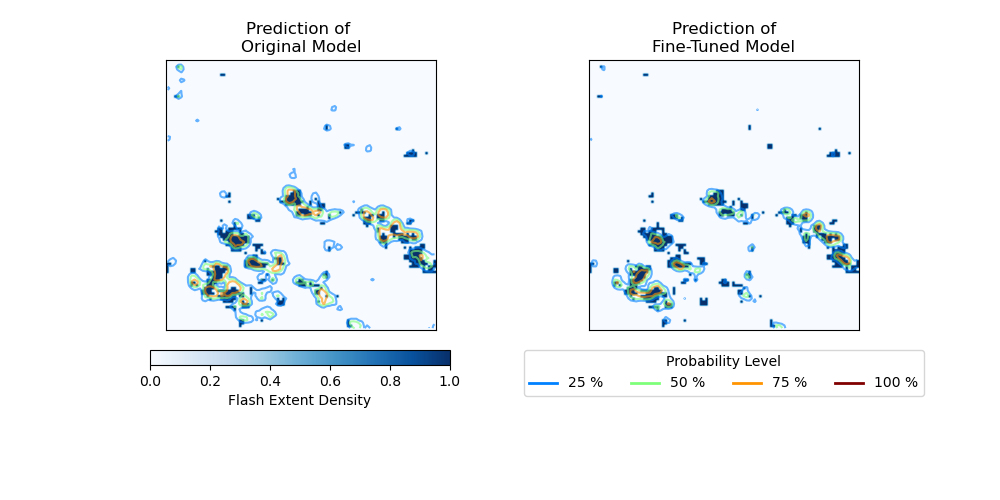 Prediction of
Original Model
Prediction of
Fine-Tuned Model
0.0 0.2 0.4 0.6 0.8 1.0
Flash Extent Density
Probability Level
25 % 50 % 75 % 100 %